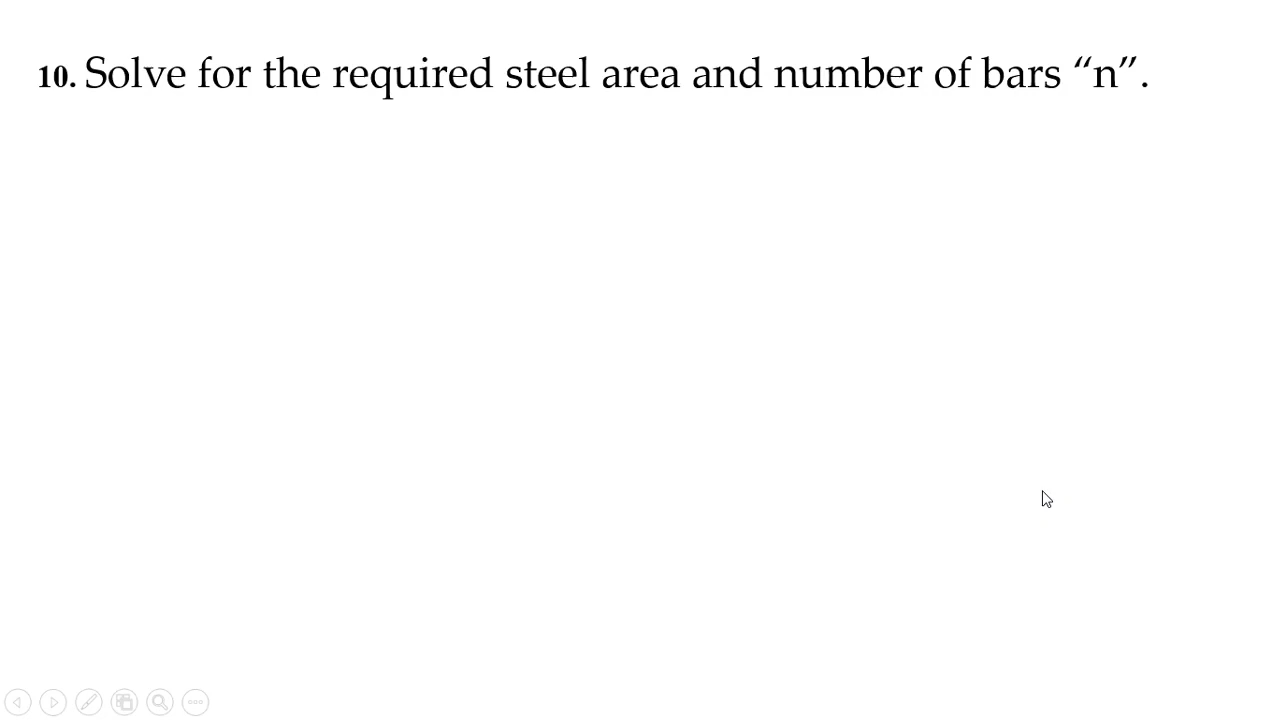 10. Solve for the required steel area and number of bars “n”.